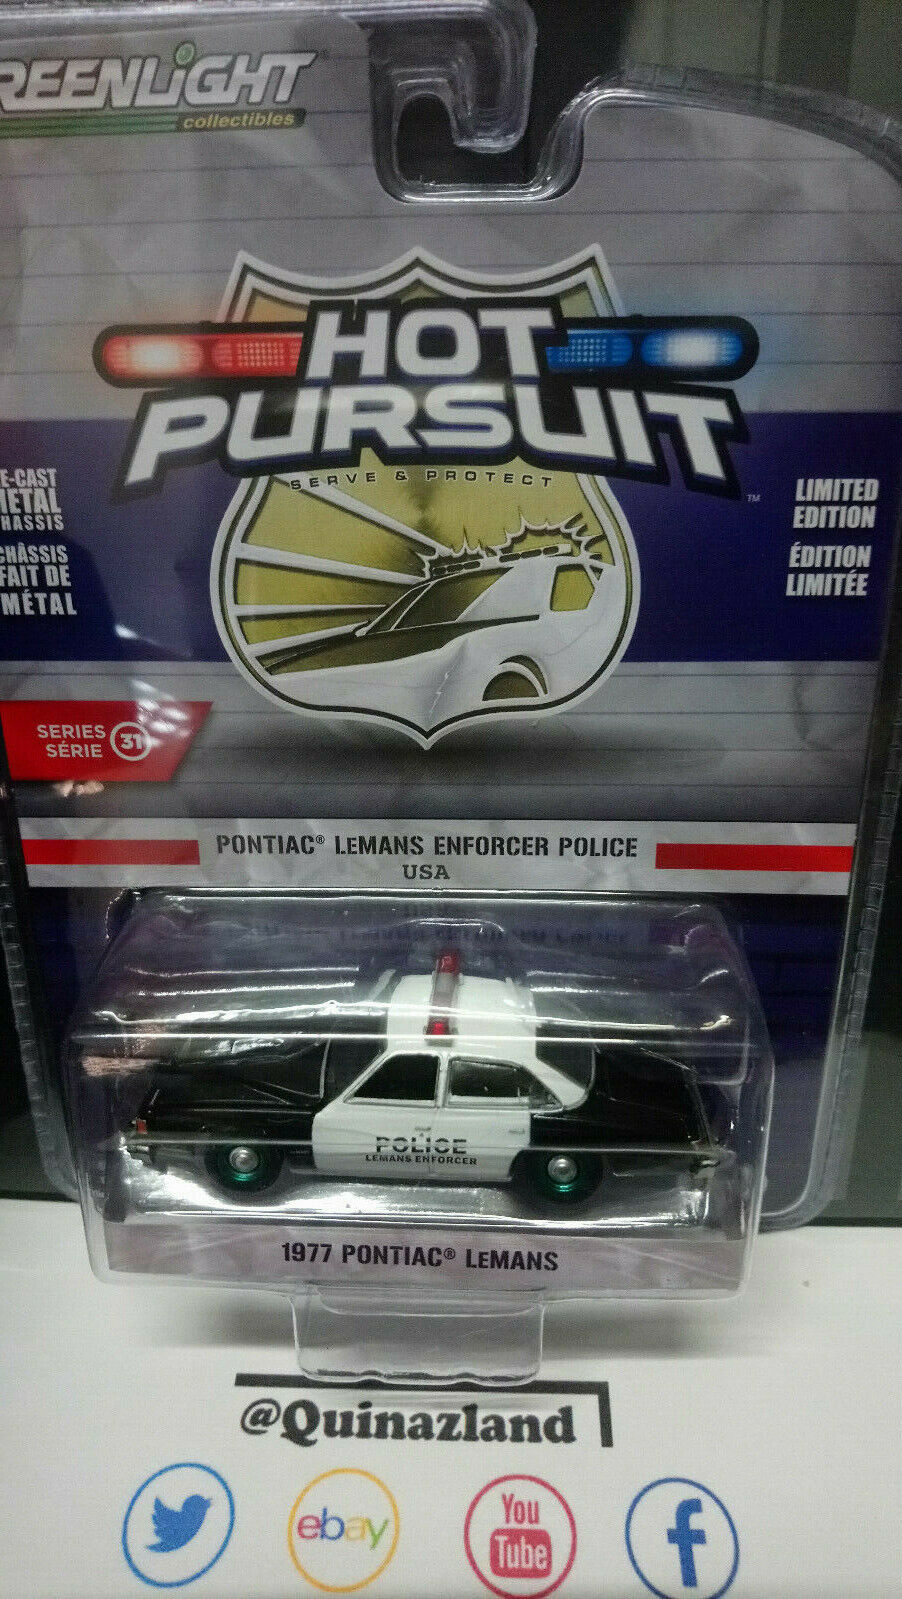 REENLiGHT
collectibles
HOT
PURSUIT
SERVE & PROTECT
™
E-CAST
METAL
HASSIS
CHÂSSIS
FAIT DE
MÉTAL
LIMITED
EDITION
ÉDITION
LIMITÉE
SERIES
SÉRIE
31
PONTIAC® LEMANS ENFORCER POLICE
USA
POLICE
LEMANS ENFORCER
1977 PONTIAC® LEMANS
@Quinazland
ebay
You
Tube
f